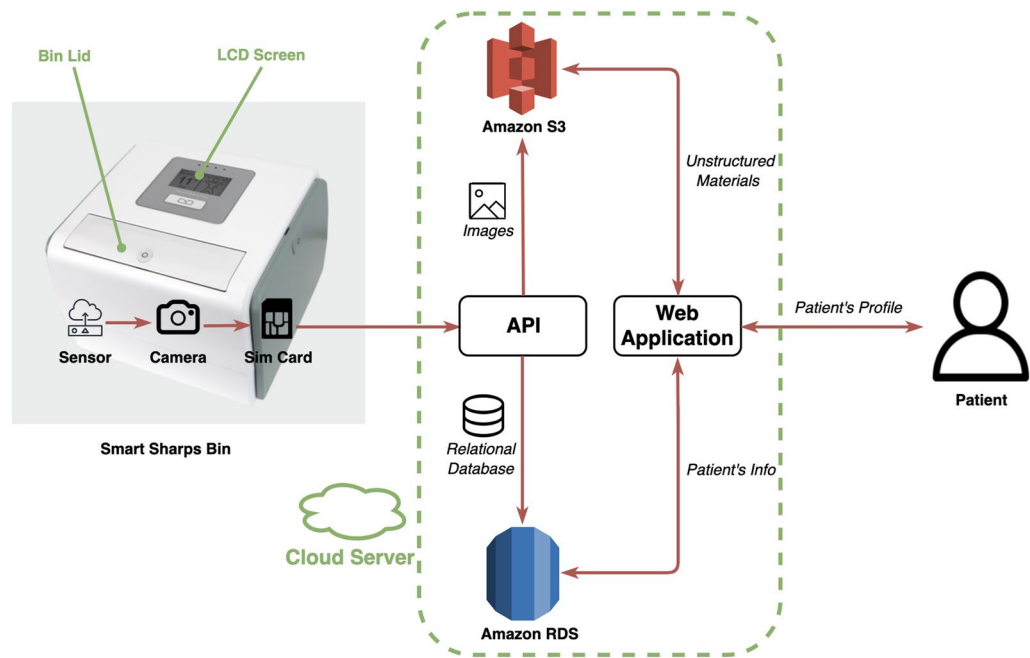 Bin Lid
LCD Screen
Amazon S3
Unstructured
Materials
Images
API
Web
Application
Patient's Profile
Sensor
Camera
Sim Card
Patient
Smart Sharps Bin
Relational
Database
Patient's Info
Cloud Server
Amazon RDS